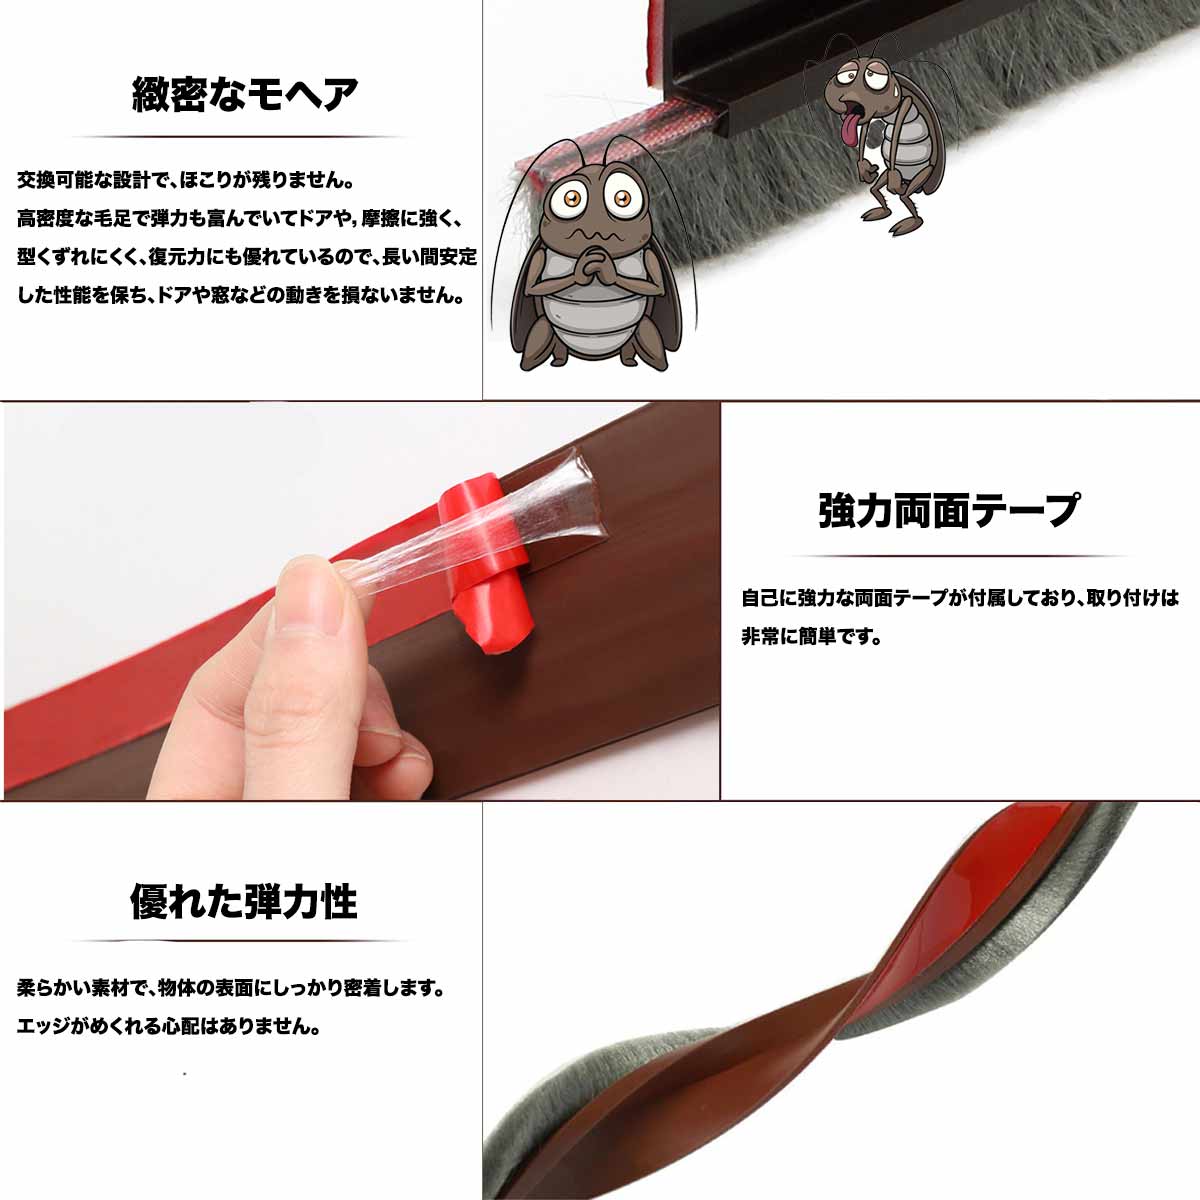 緻密なモヘア
交換可能な設計で、ほこりが残りません。
高密度な毛足で弾力も富んでいてドアや，摩擦に強く、
型くずれにくく、復元力にも優れているので、長い間安定
した性能を保ち、ドアや窓などの動きを損ないません。
強力両面テープ
自己に強力な両面テープが付属しており、取り付けは
非常に簡単です。
優れた弾力性
柔らかい素材で、物体の表面にしっかり密着します。
エッジがめくれる心配はありません。